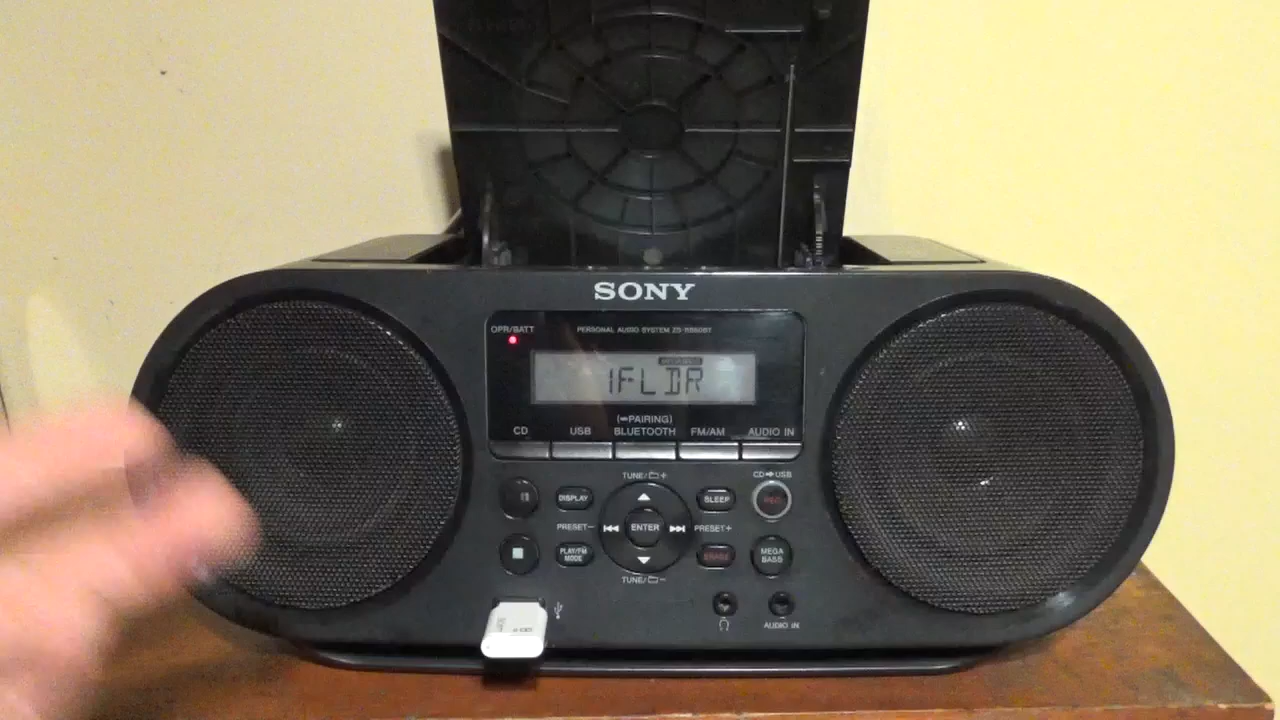 SONY
OPR/BATT
PERSONAL AUDIO SYSTEM ZS-RS60BT
1FLDR
(PAIRING)
CD USB BLUETOOTH FM/AM AUDIO IN
TUNE/ + CD USB
DISPLAY SLEEP REC
PRESET− ENTER PRESET+
PLAY/FM MODE ERASE MEGA BASS
TUNE/ −
AUDIO IN